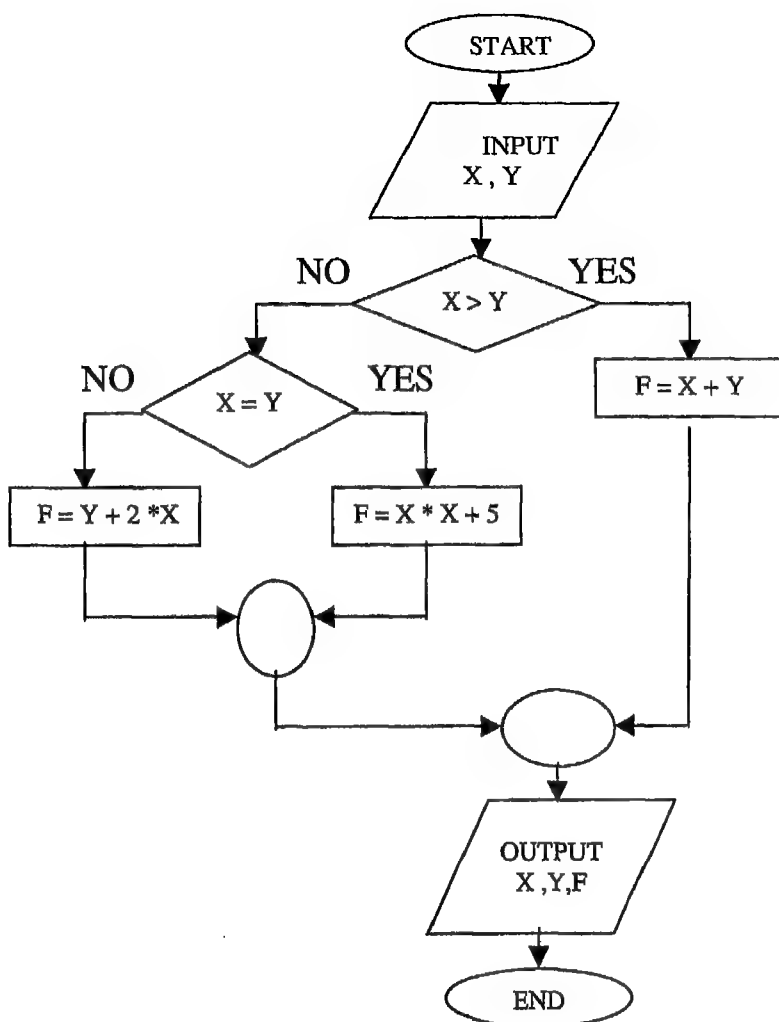 START
INPUT
X , Y
NO
YES
X > Y
NO
YES
X = Y
F = X + Y
F = Y + 2 *X
F = X * X + 5
OUTPUT
X ,Y,F
END